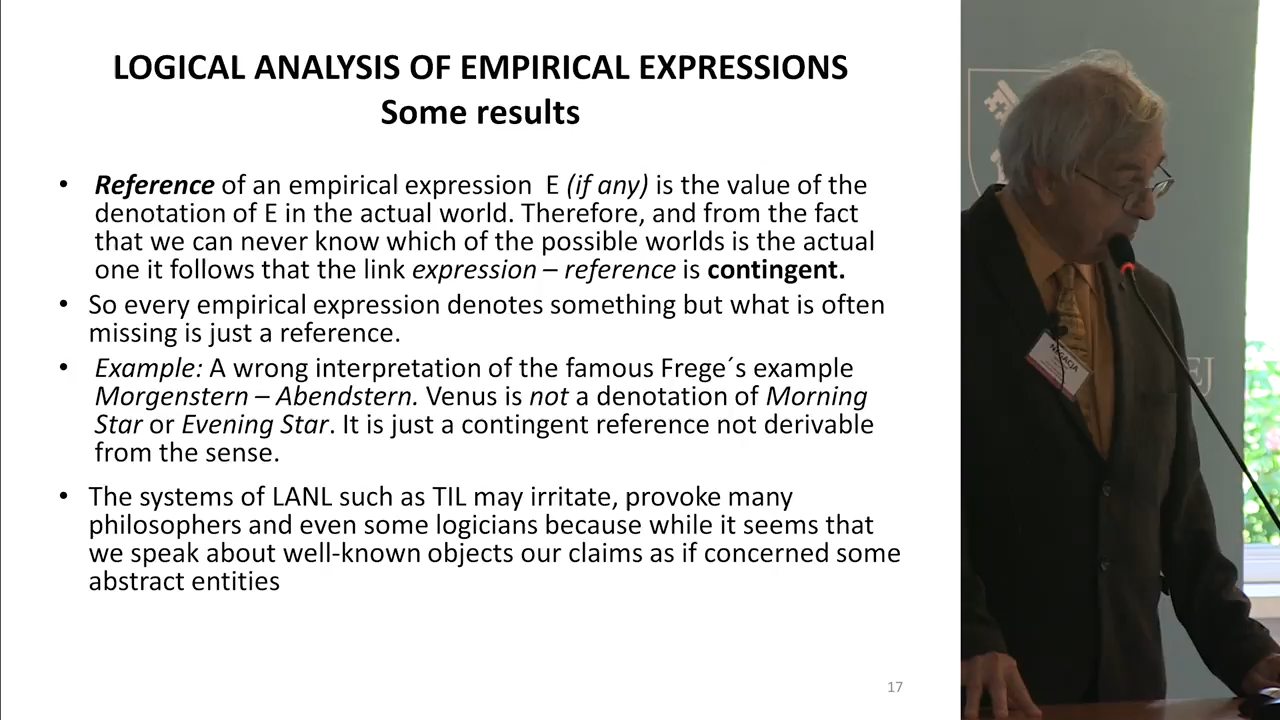 LOGICAL ANALYSIS OF EMPIRICAL EXPRESSIONS
Some results
• Reference of an empirical expression E (if any) is the value of the
denotation of E in the actual world. Therefore, and from the fact
that we can never know which of the possible worlds is the actual
one it follows that the link expression – reference is contingent.
• So every empirical expression denotes something but what is often
missing is just a reference.
• Example: A wrong interpretation of the famous Frege´s example
Morgenstern – Abendstern. Venus is not a denotation of Morning
Star or Evening Star. It is just a contingent reference not derivable
from the sense.
• The systems of LANL such as TIL may irritate, provoke many
philosophers and even some logicians because while it seems that
we speak about well-known objects our claims as if concerned some
abstract entities
17
EJ